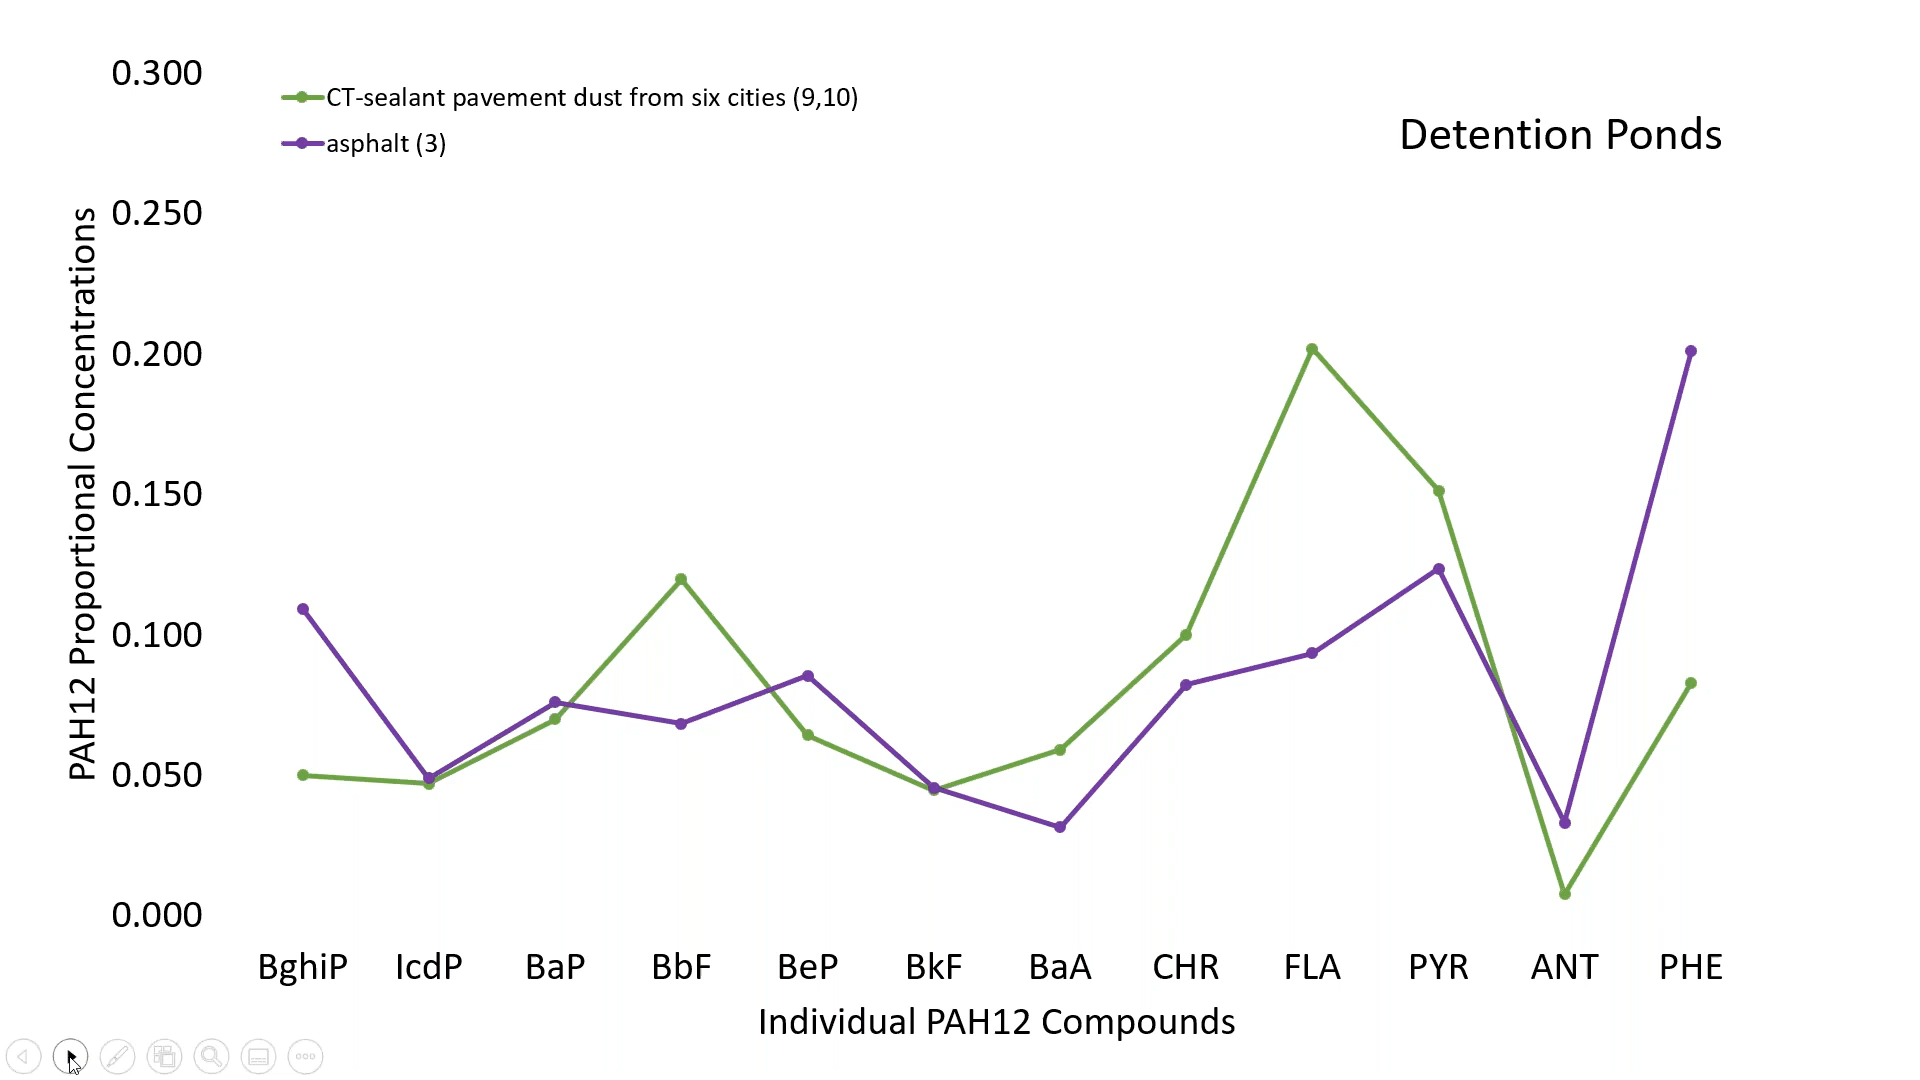 0.300
CT-sealant pavement dust from six cities (9,10)
asphalt (3)
Detention Ponds
0.250
0.200
0.150
0.100
0.050
0.000
PAH12 Proportional Concentrations
BghiP IcdP BaP BbF BeP BkF BaA CHR FLA PYR ANT PHE
Individual PAH12 Compounds